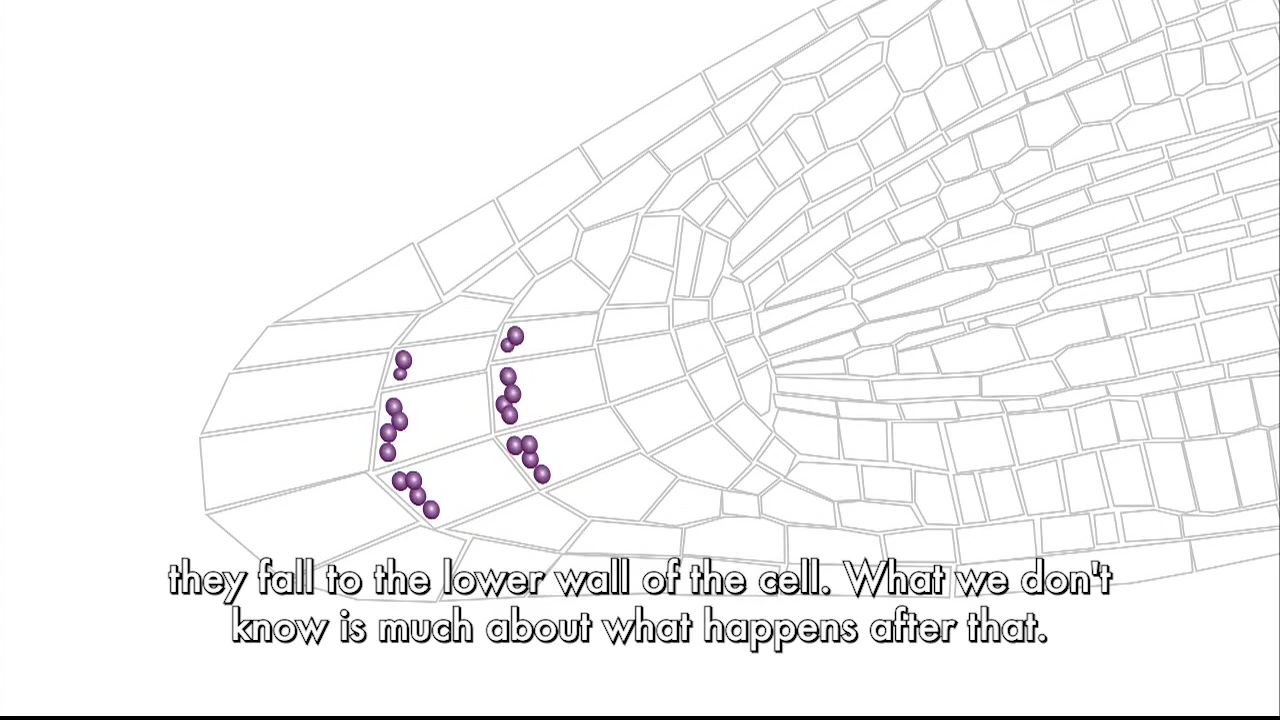 they fall to the lower wall of the cell. What we don't
know is much about what happens after that.